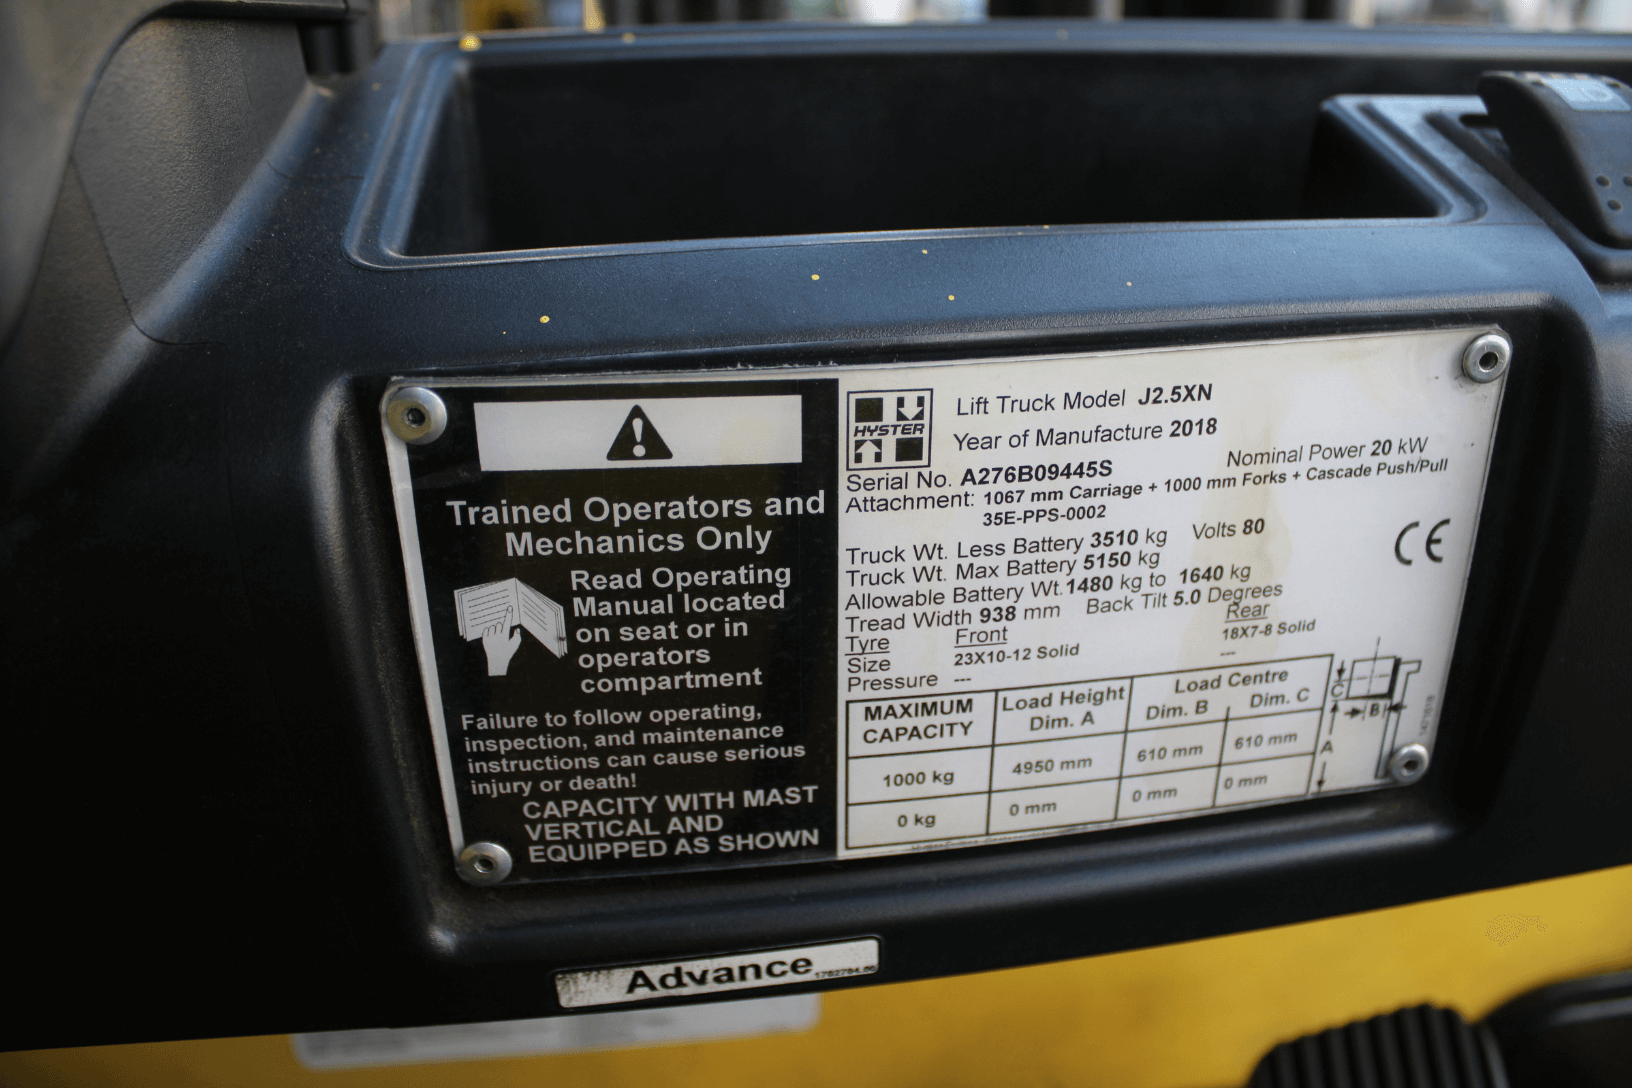 Trained Operators and
Mechanics Only
Read Operating
Manual located
on seat or in
operators
compartment
Failure to follow operating,
inspection, and maintenance
instructions can cause serious
injury or death!
CAPACITY WITH MAST
VERTICAL AND
EQUIPPED AS SHOWN
HYSTER
Lift Truck Model J2.5XN
Year of Manufacture 2018
Serial No. A276B09445S Nominal Power 20 kW
Attachment: 1067 mm Carriage + 1000 mm Forks + Cascade Push/Pull
35E-PPS-0002
Truck Wt. Less Battery 3510 kg Volts 80
Truck Wt. Max Battery 5150 kg
Allowable Battery Wt. 1480 kg to 1640 kg
Tread Width 938 mm Back Tilt 5.0 Degrees
Tyre Front Rear
Size 23X10-12 Solid 18X7-8 Solid
Pressure --- ---
CE
MAXIMUM CAPACITY Load Height Dim. A Load Centre Dim. B Dim. C
1000 kg 4950 mm 610 mm 610 mm
0 kg 0 mm 0 mm 0 mm
C
B
A
Advance